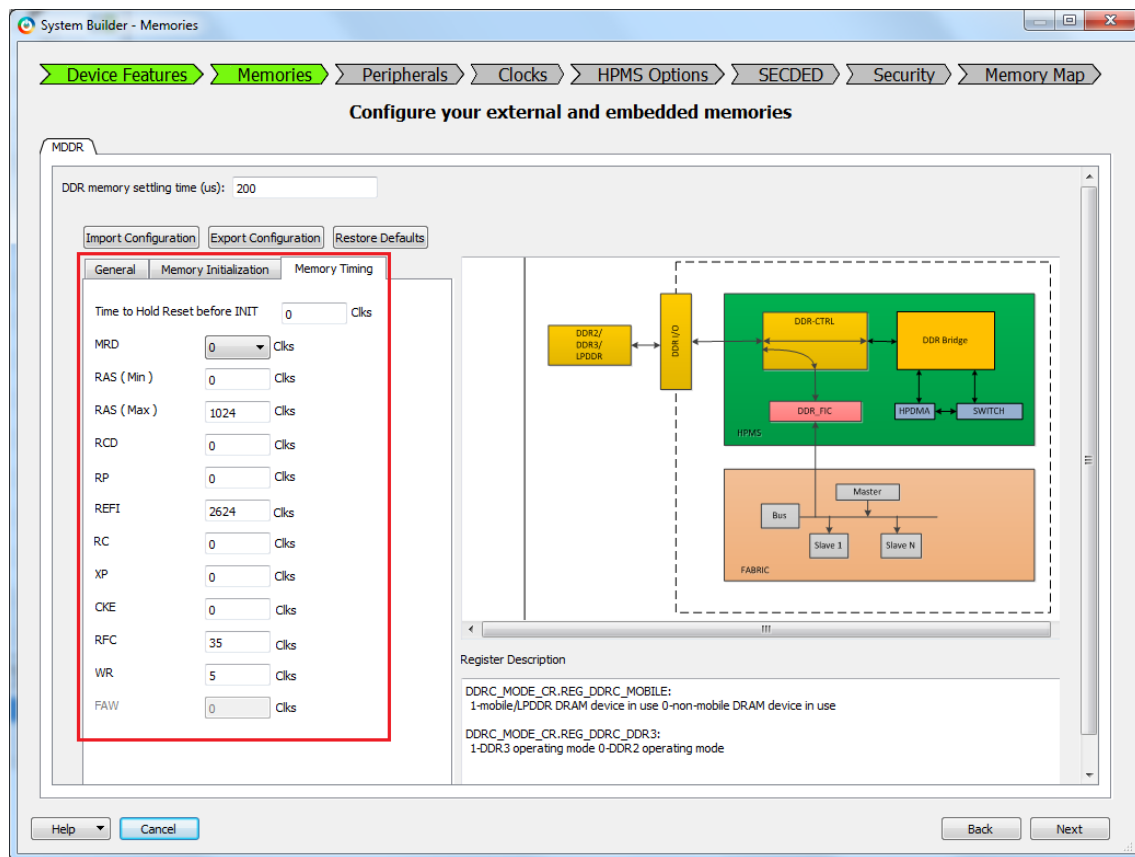 System Builder - Memories
Device Features Memories Peripherals Clocks HPMS Options SECDED Security Memory Map
Configure your external and embedded memories
MDDR
DDR memory settling time (us): 200
Import Configuration Export Configuration Restore Defaults
General Memory Initialization Memory Timing
Time to Hold Reset before INIT 0 Clks
MRD 0 Clks
RAS ( Min ) 0 Clks
RAS ( Max ) 1024 Clks
RCD 0 Clks
RP 0 Clks
REFI 2624 Clks
RC 0 Clks
XP 0 Clks
CKE 0 Clks
RFC 35 Clks
WR 5 Clks
FAW 0 Clks
DDR2/
DDR3/
LPDDR
DDR I/O
DDR-CTRL
DDR Bridge
DDR_FIC
HPDMA
SWITCH
HPMS
Master
Bus
Slave 1
Slave N
FABRIC
Register Description
DDRC_MODE_CR.REG_DDRC_MOBILE:
1-mobile/LPDDR DRAM device in use 0-non-mobile DRAM device in use
DDRC_MODE_CR.REG_DDRC_DDR3:
1-DDR3 operating mode 0-DDR2 operating mode
Help Cancel Back Next